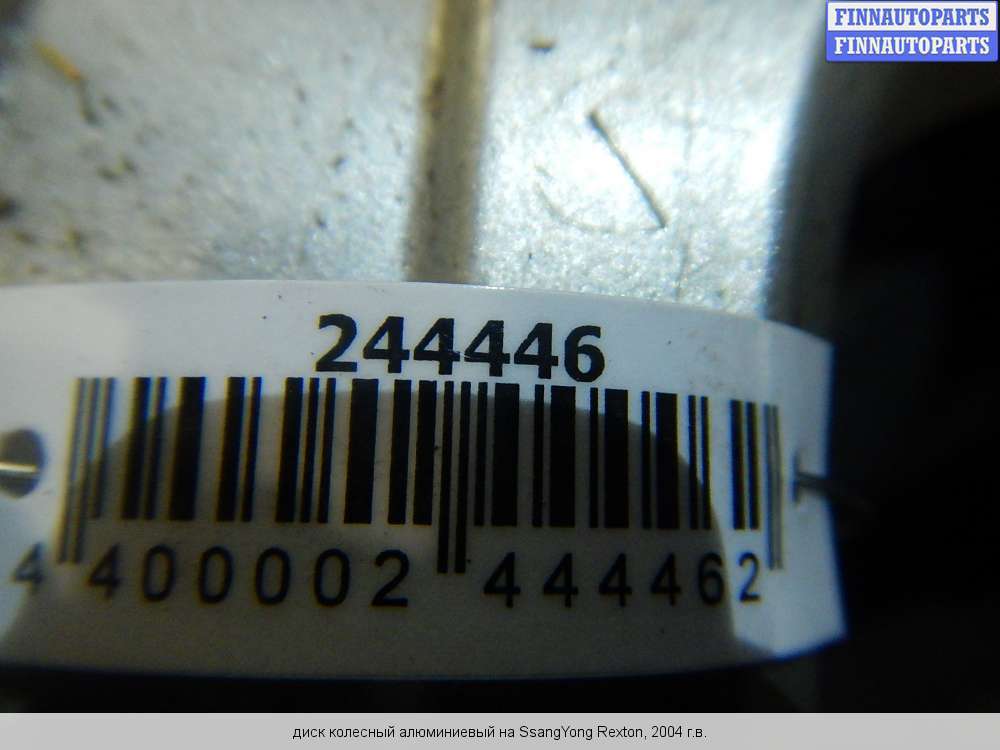 FINNAUTOPARTS
FINNAUTOPARTS
244446
4 400002 444462
диск колесный алюминиевый на SsangYong Rexton, 2004 г.в.